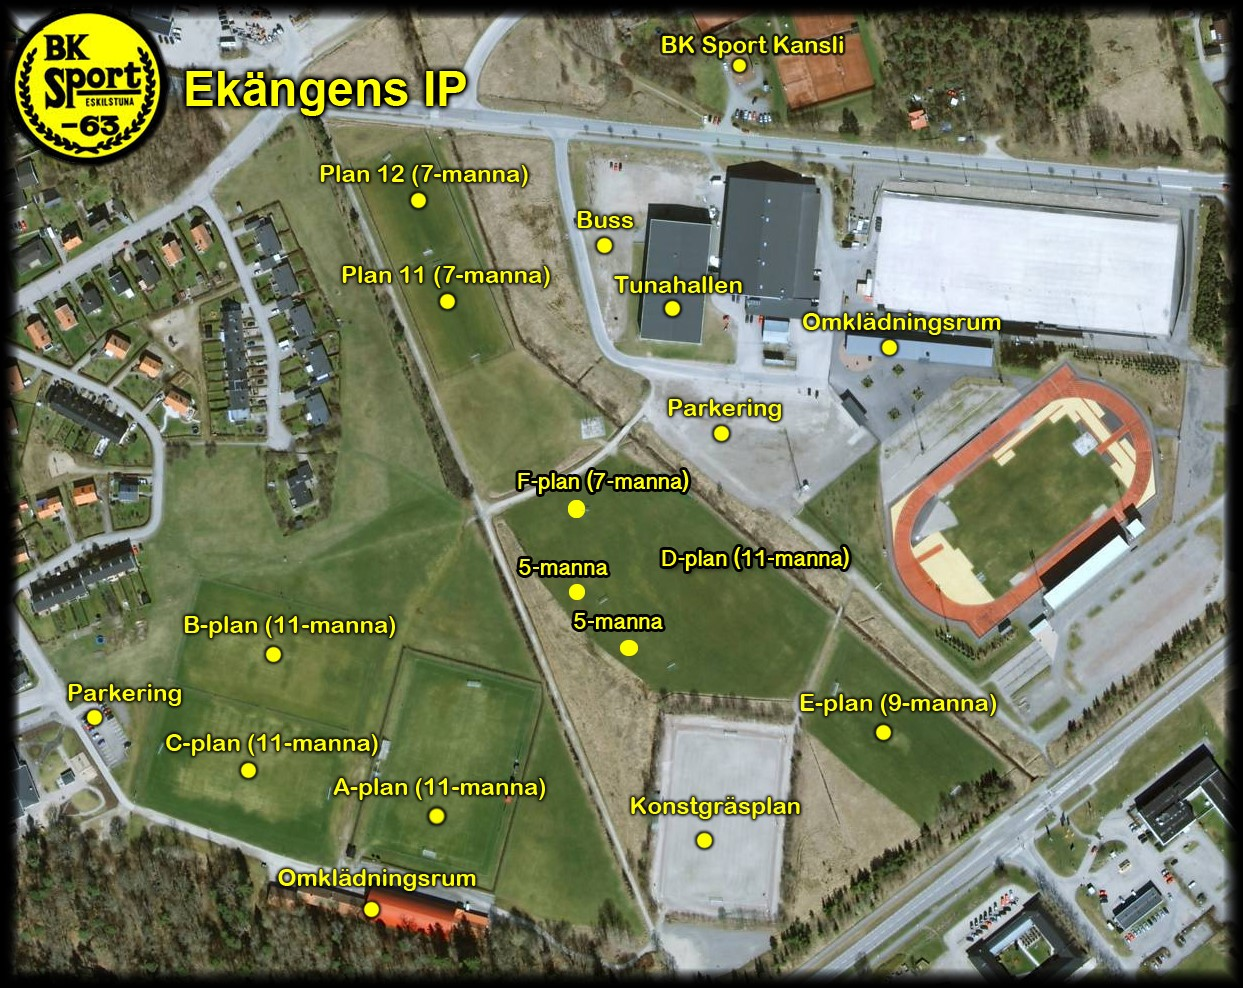 BK
Sport
ESKILSTUNA
-63
Ekängens IP
BK Sport Kansli
Plan 12 (7-manna)
Buss
Plan 11 (7-manna)
Tunahallen
Omklädningsrum
Parkering
F-plan (7-manna)
D-plan (11-manna)
5-manna
5-manna
B-plan (11-manna)
Parkering
E-plan (9-manna)
C-plan (11-manna)
A-plan (11-manna)
Konstgräsplan
Omklädningsrum